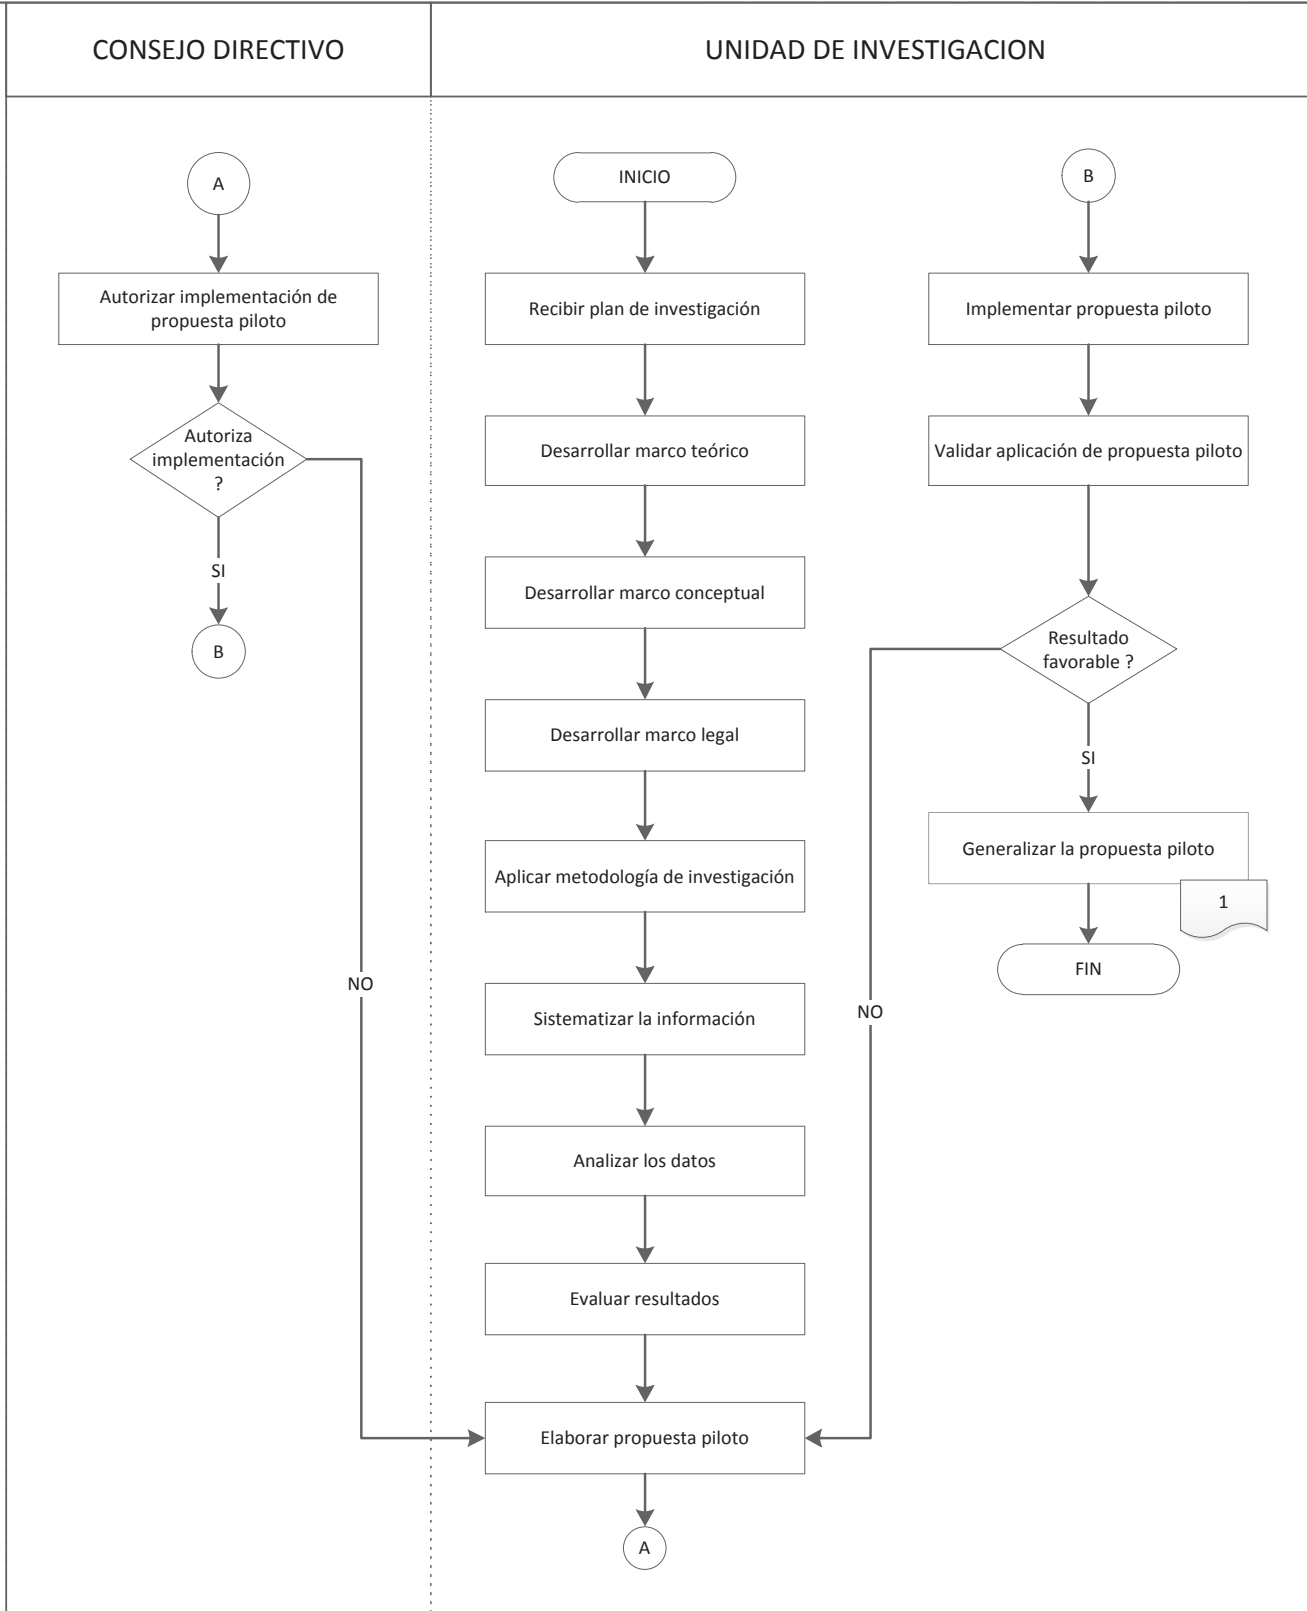 CONSEJO DIRECTIVO
UNIDAD DE INVESTIGACION
A
Autorizar implementación de
propuesta piloto
Autoriza
implementación
?
SI
B
NO
INICIO
Recibir plan de investigación
Desarrollar marco teórico
Desarrollar marco conceptual
Desarrollar marco legal
Aplicar metodología de investigación
Sistematizar la información
Analizar los datos
Evaluar resultados
Elaborar propuesta piloto
A
B
Implementar propuesta piloto
Validar aplicación de propuesta piloto
Resultado
favorable ?
SI
NO
Generalizar la propuesta piloto
1
FIN